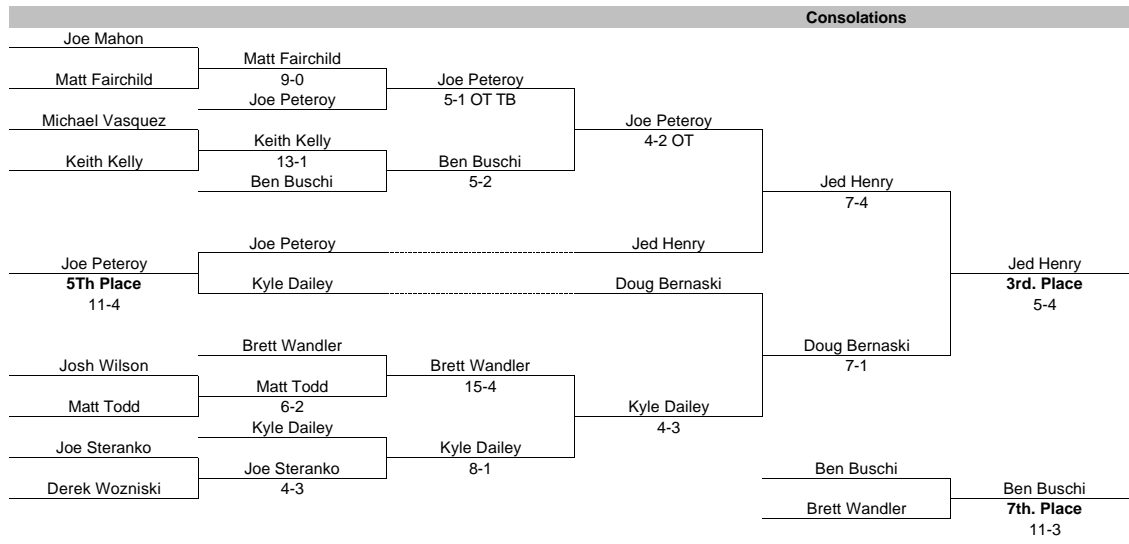 Consolations
Joe Mahon
Matt Fairchild
Matt Fairchild
9-0
Joe Peteroy
Joe Peteroy
5-1 OT TB
Michael Vasquez
Keith Kelly
Keith Kelly
13-1
Ben Buschi
Ben Buschi
5-2
Joe Peteroy
4-2 OT
Jed Henry
7-4
Joe Peteroy
Jed Henry
Joe Peteroy
5Th Place
11-4
Kyle Dailey
Doug Bernaski
Jed Henry
3rd. Place
5-4
Doug Bernaski
7-1
Brett Wandler
Josh Wilson
Matt Todd
Matt Todd
6-2
Brett Wandler
15-4
Kyle Dailey
4-3
Kyle Dailey
Joe Steranko
Derek Wozniski
Joe Steranko
4-3
Kyle Dailey
8-1
Ben Buschi
Brett Wandler
Ben Buschi
7th. Place
11-3